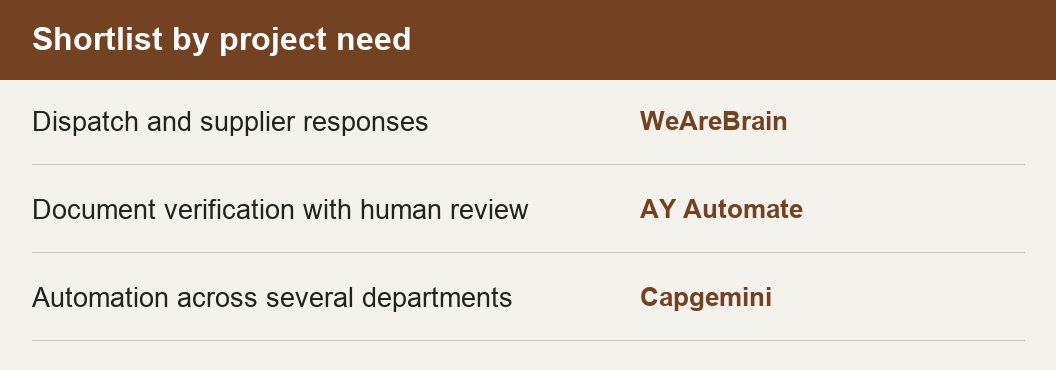 Shortlist by project need
Dispatch and supplier responses WeAreBrain
Document verification with human review AY Automate
Automation across several departments Capgemini